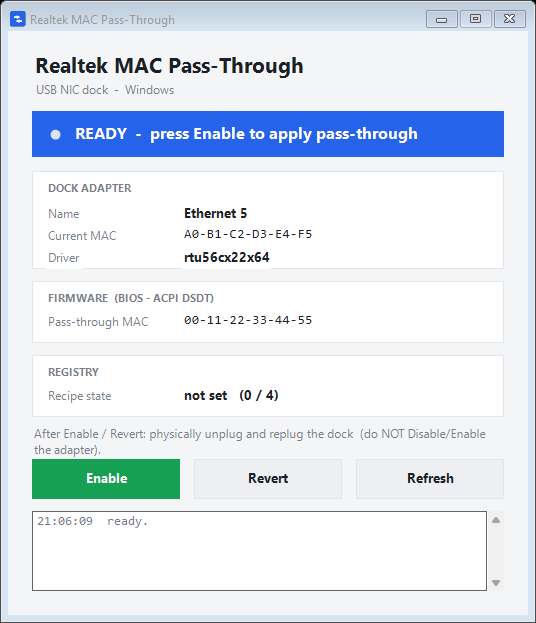 Realtek MAC Pass-Through
Realtek MAC Pass-Through
USB NIC dock - Windows
READY - press Enable to apply pass-through
DOCK ADAPTER
Name Ethernet 5
Current MAC A0-B1-C2-D3-E4-F5
Driver rtu56cx22x64
FIRMWARE (BIOS - ACPI DSDT)
Pass-through MAC 00-11-22-33-44-55
REGISTRY
Recipe state not set (0 / 4)
After Enable / Revert: physically unplug and replug the dock (do NOT Disable/Enable
the adapter).
Enable Revert Refresh
21:06:09 ready.